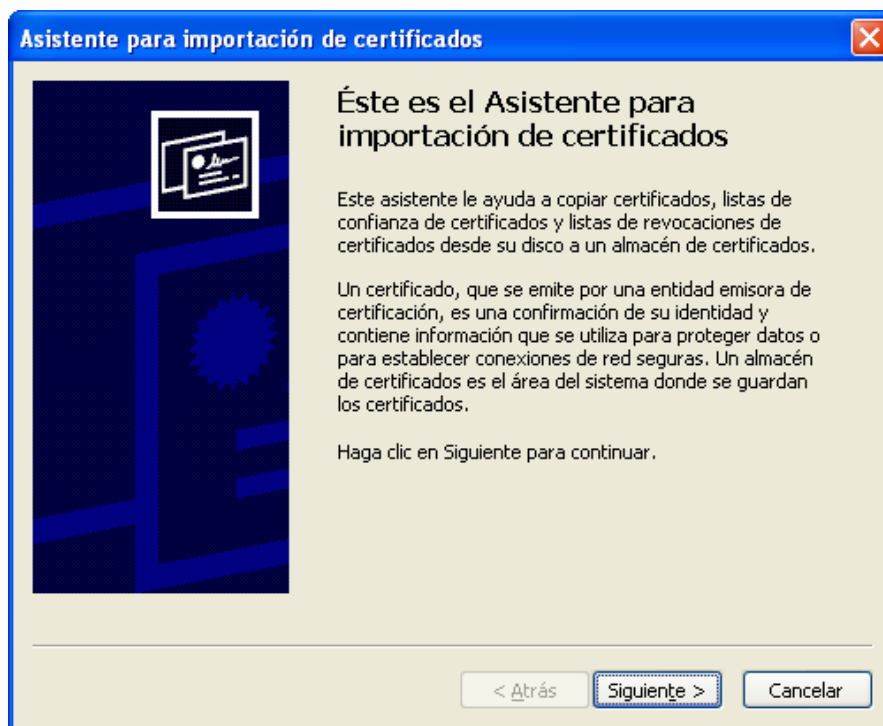 Asistente para importación de certificados
Éste es el Asistente para
importación de certificados
Este asistente le ayuda a copiar certificados, listas de
confianza de certificados y listas de revocaciones de
certificados desde su disco a un almacén de certificados.
Un certificado, que se emite por una entidad emisora de
certificación, es una confirmación de su identidad y
contiene información que se utiliza para proteger datos o
para establecer conexiones de red seguras. Un almacén
de certificados es el área del sistema donde se guardan
los certificados.
Haga clic en Siguiente para continuar.
< Atrás Siguiente > Cancelar